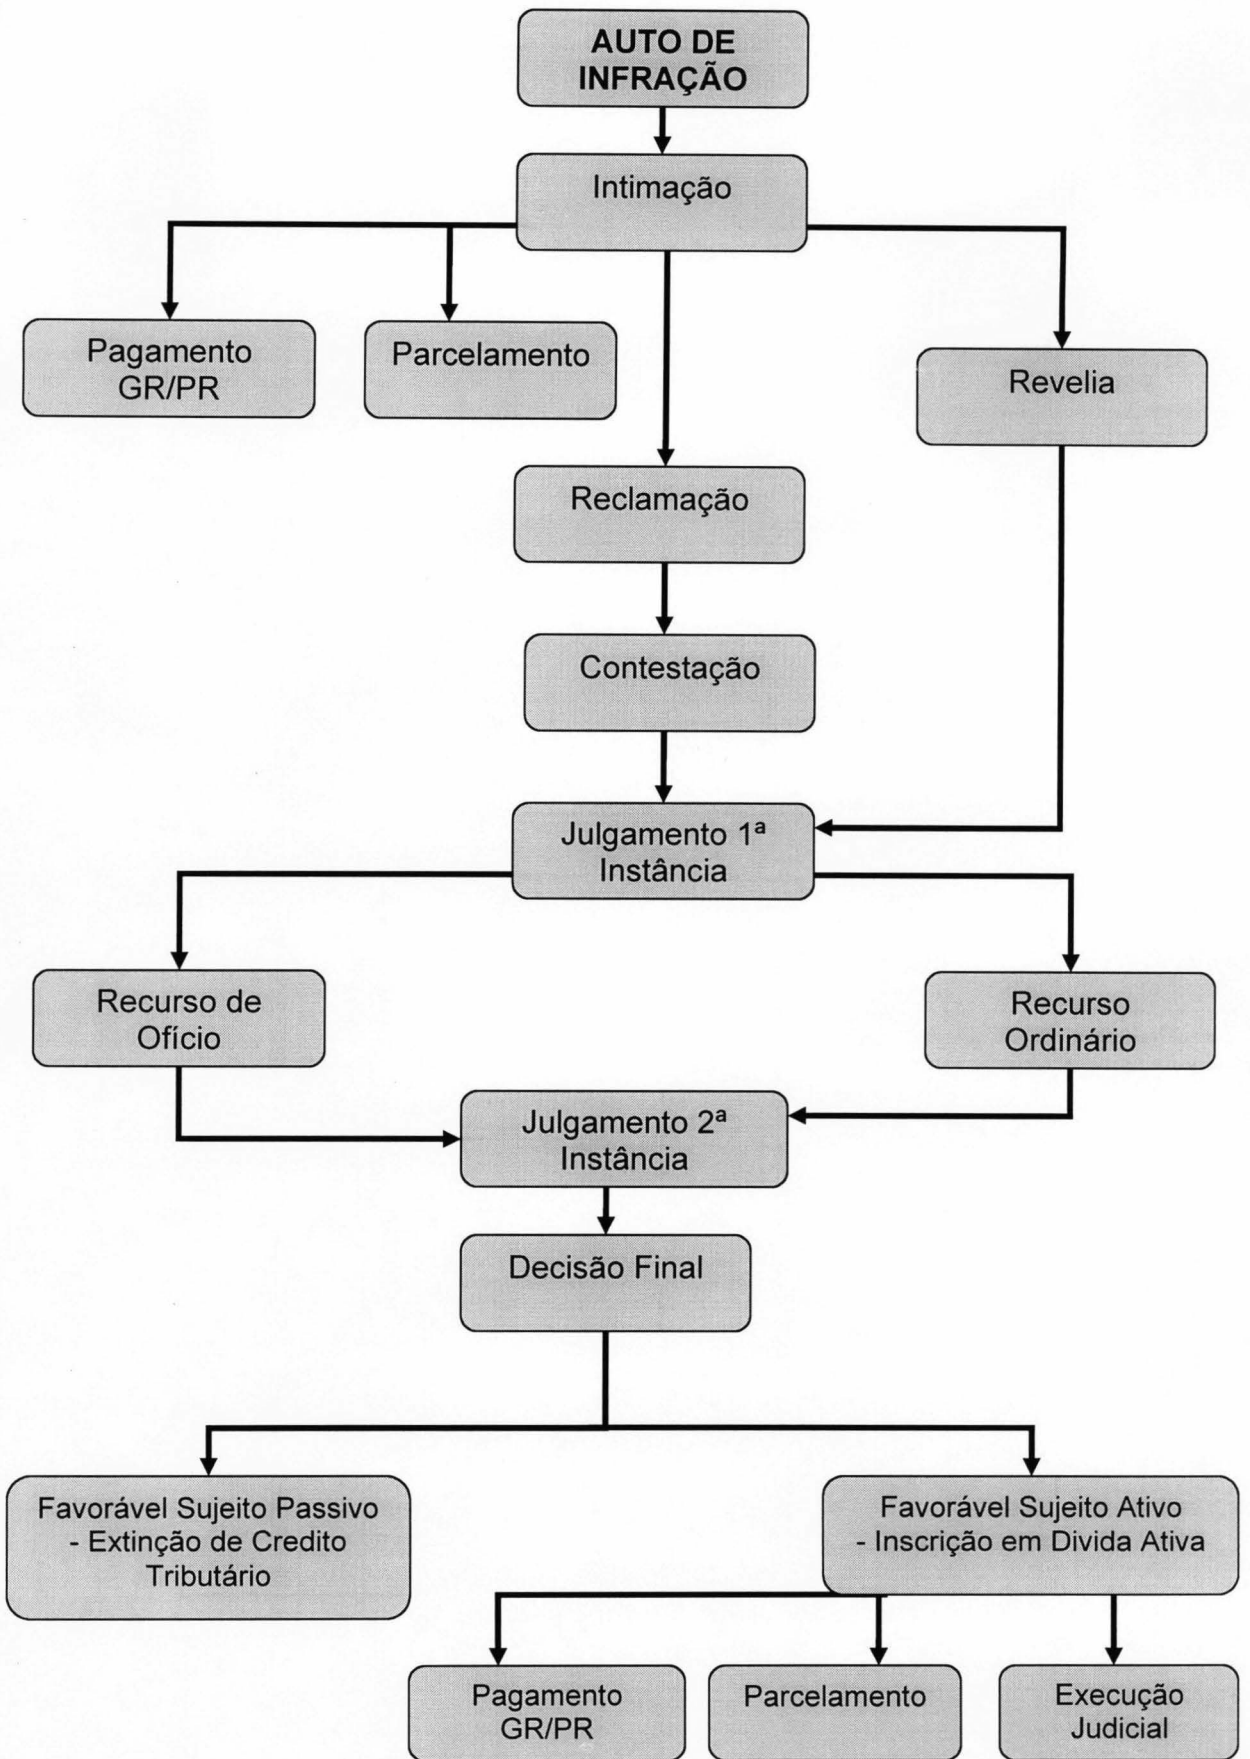 AUTO DE
INFRAÇÃO
Intimação
Pagamento
GR/PR
Parcelamento
Revelia
Reclamação
Contestação
Julgamento 1ª
Instância
Recurso de
Ofício
Recurso
Ordinário
Julgamento 2ª
Instância
Decisão Final
Favorável Sujeito Passivo
- Extinção de Credito
Tributário
Favorável Sujeito Ativo
- Inscrição em Divida Ativa
Pagamento
GR/PR
Parcelamento
Execução
Judicial